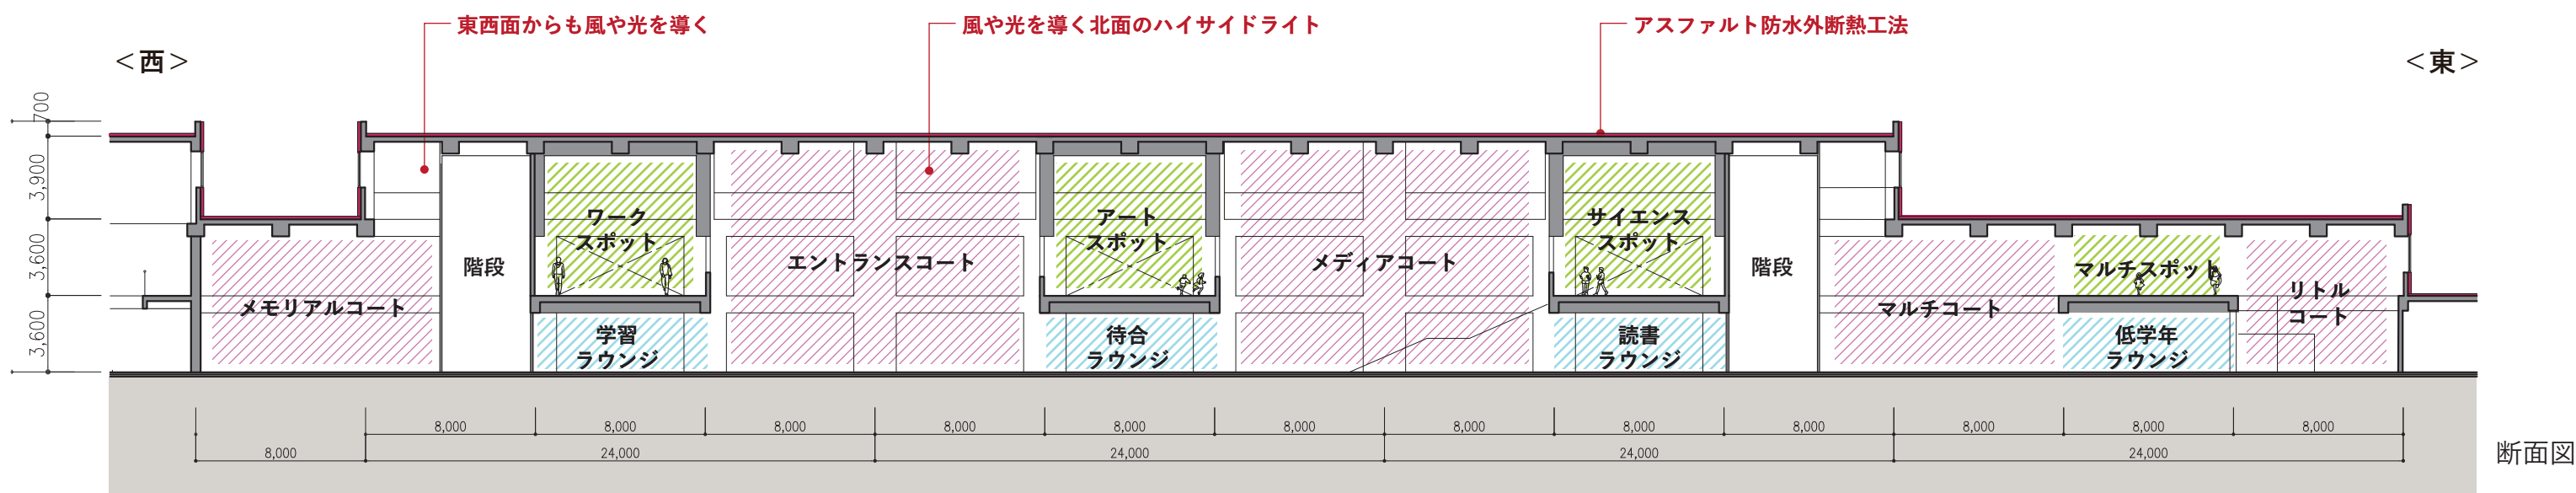 東西面からも風や光を導く
風や光を導く北面のハイサイドライト
アスファルト防水外断熱工法
＜西＞
＜東＞
700
3,900
3,600
3,600
ワーク
スポット
アート
スポット
サイエンス
スポット
階段
エントランスコート
メディアコート
階段
マルチスポット
メモリアルコート
マルチコート
リトル
コート
学習
ラウンジ
待合
ラウンジ
読書
ラウンジ
低学年
ラウンジ
8,000 8,000 8,000 8,000 8,000 8,000 8,000 8,000 8,000 8,000 8,000 8,000
8,000 24,000 24,000 24,000 24,000
断面図